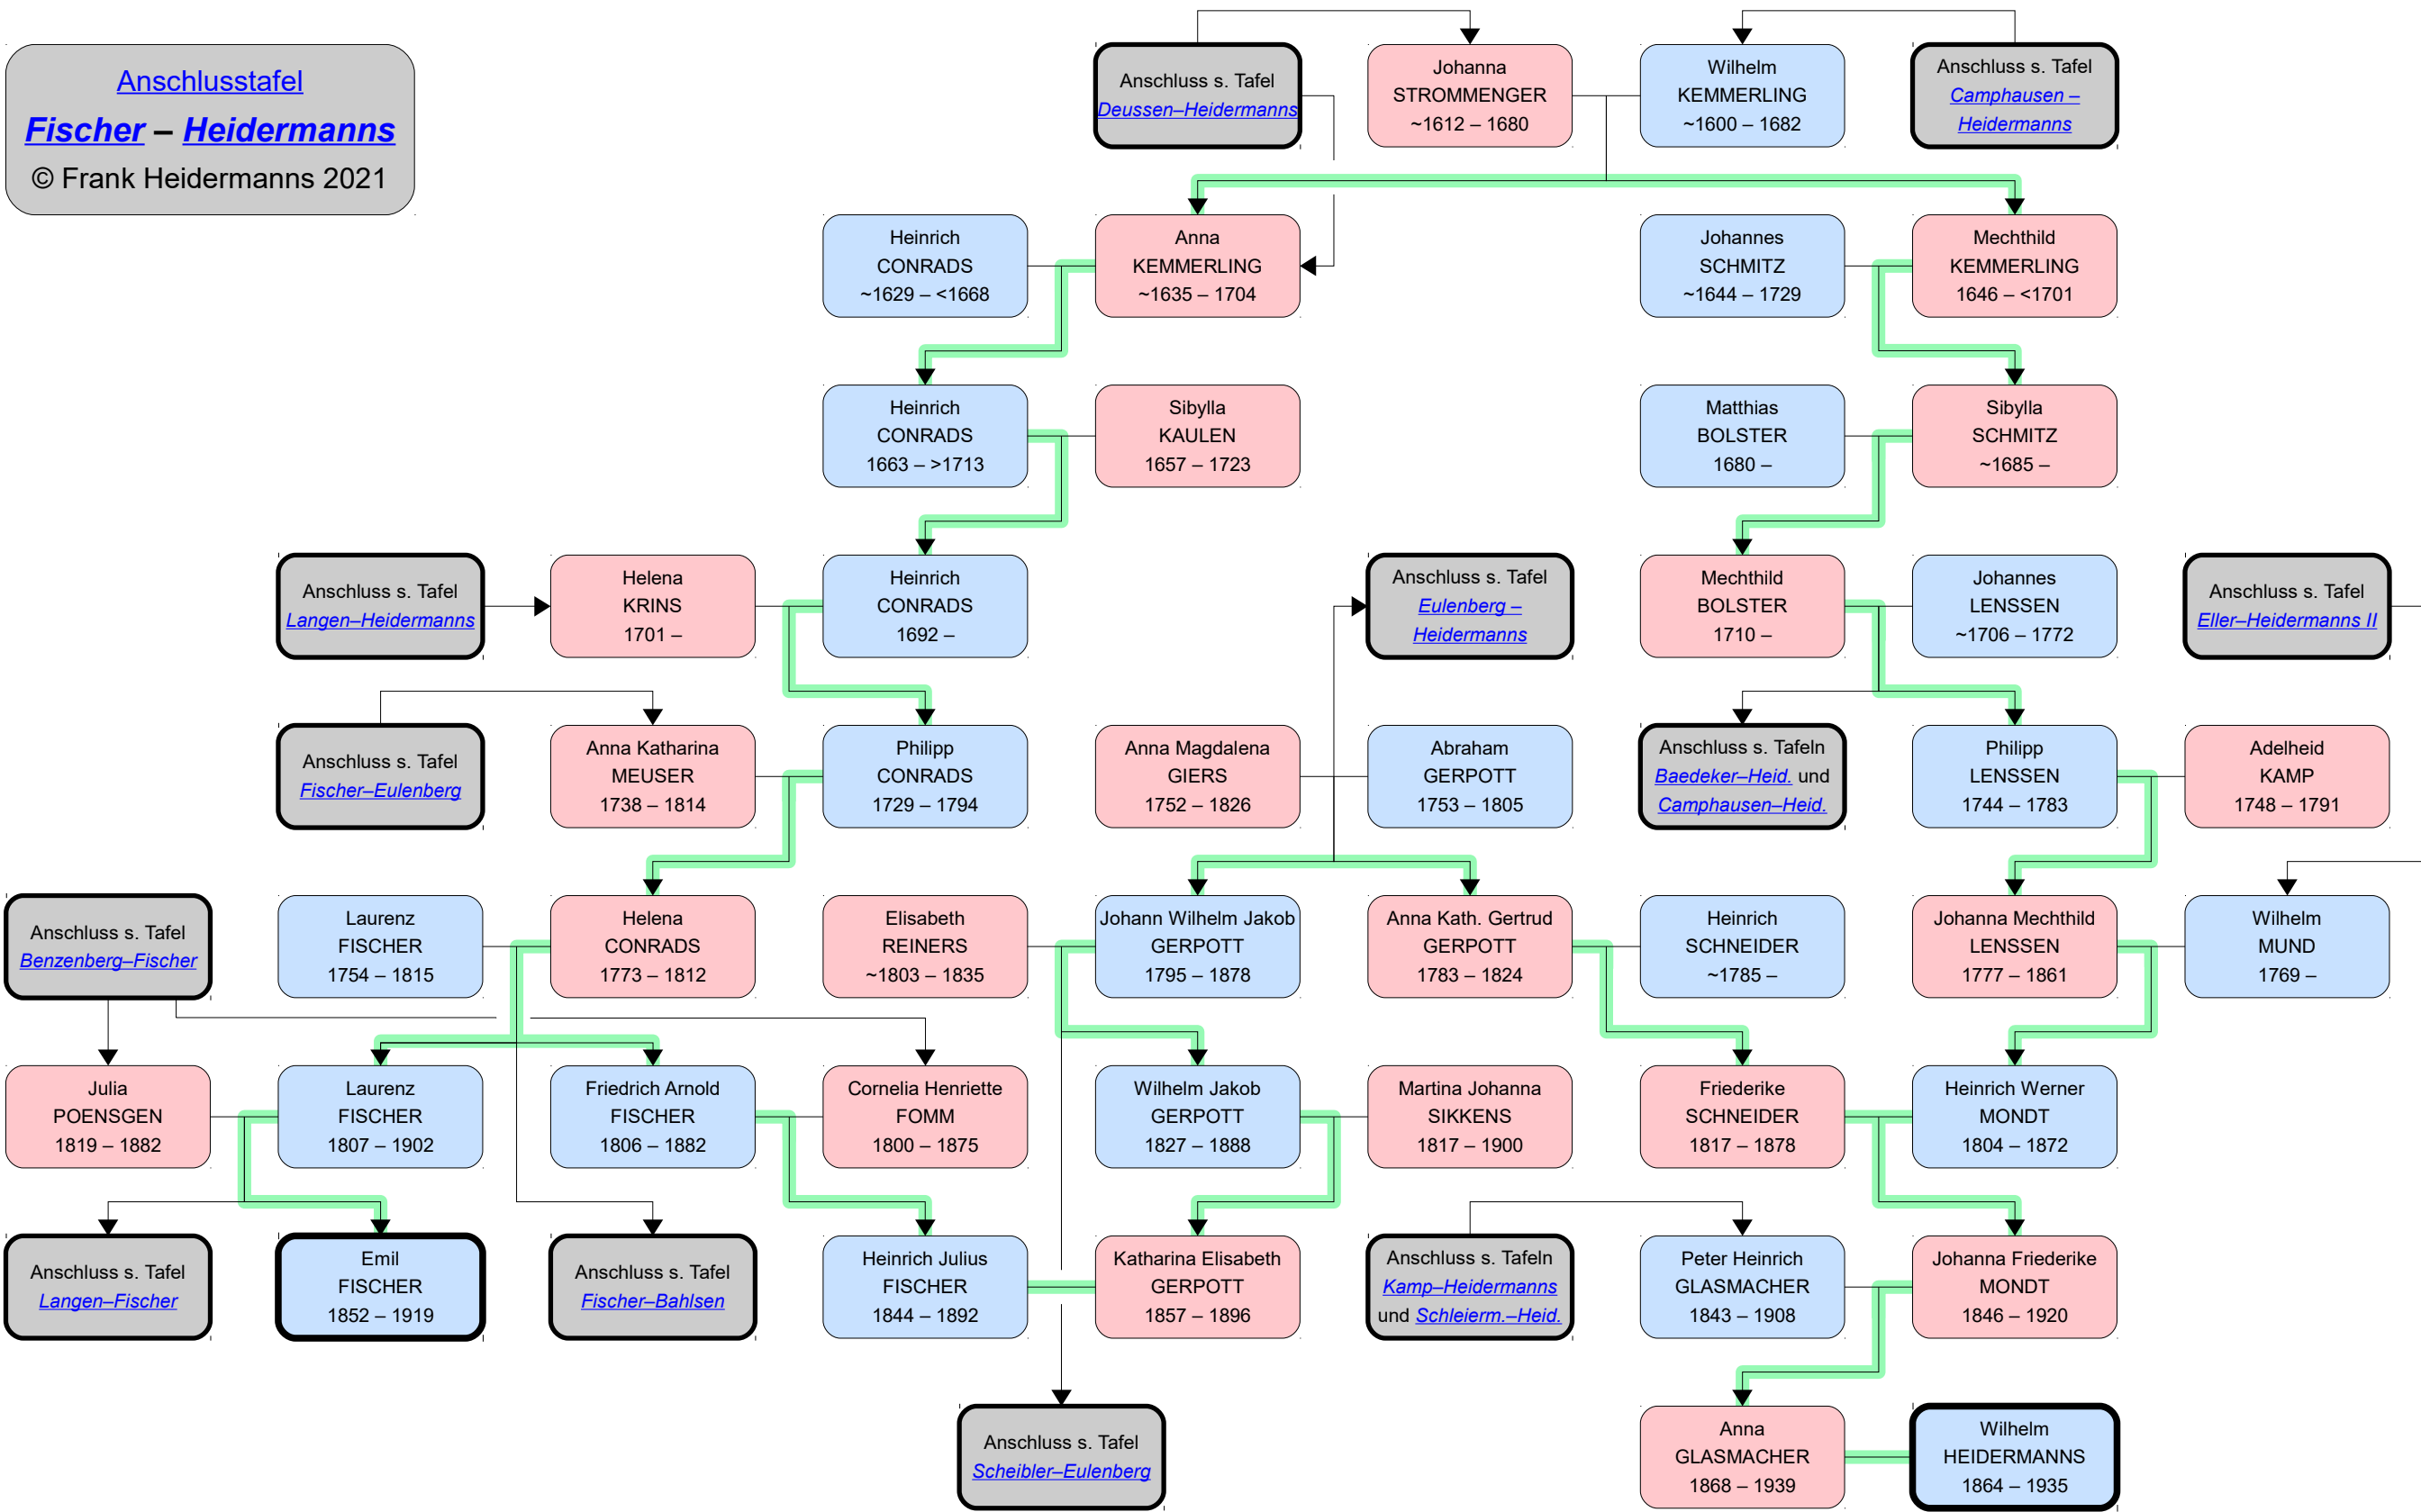 Anschlusstafel
Fischer – Heidermanns
© Frank Heidermanns 2021
Anschluss s. Tafel
Deussen–Heidermanns
Johanna
STROMMENGER
~1612 – 1680
Wilhelm
KEMMERLING
~1600 – 1682
Anschluss s. Tafel
Camphausen –
Heidermanns
Heinrich
CONRADS
~1629 – <1668
Anna
KEMMERLING
~1635 – 1704
Johannes
SCHMITZ
~1644 – 1729
Mechthild
KEMMERLING
1646 – <1701
Heinrich
CONRADS
1663 – >1713
Sibylla
KAULEN
1657 – 1723
Matthias
BOLSTER
1680 –
Sibylla
SCHMITZ
~1685 –
Anschluss s. Tafel
Langen–Heidermanns
Helena
KRINS
1701 –
Heinrich
CONRADS
1692 –
Anschluss s. Tafel
Eulenberg –
Heidermanns
Mechthild
BOLSTER
1710 –
Johannes
LENSSEN
~1706 – 1772
Anschluss s. Tafel
Eller–Heidermanns II
Anschluss s. Tafel
Fischer–Eulenberg
Anna Katharina
MEUSER
1738 – 1814
Philipp
CONRADS
1729 – 1794
Anna Magdalena
GIERS
1752 – 1826
Abraham
GERPOTT
1753 – 1805
Anschluss s. Tafeln
Baedeker–Heid. und
Camphausen–Heid.
Philipp
LENSSEN
1744 – 1783
Adelheid
KAMP
1748 – 1791
Anschluss s. Tafel
Benzenberg–Fischer
Laurenz
FISCHER
1754 – 1815
Helena
CONRADS
1773 – 1812
Elisabeth
REINERS
~1803 – 1835
Johann Wilhelm Jakob
GERPOTT
1795 – 1878
Anna Kath. Gertrud
GERPOTT
1783 – 1824
Heinrich
SCHNEIDER
~1785 –
Johanna Mechthild
LENSSEN
1777 – 1861
Wilhelm
MUND
1769 –
Julia
POENSGEN
1819 – 1882
Laurenz
FISCHER
1807 – 1902
Friedrich Arnold
FISCHER
1806 – 1882
Cornelia Henriette
FOMM
1800 – 1875
Wilhelm Jakob
GERPOTT
1827 – 1888
Martina Johanna
SIKKENS
1817 – 1900
Friederike
SCHNEIDER
1817 – 1878
Heinrich Werner
MONDT
1804 – 1872
Anschluss s. Tafel
Langen–Fischer
Emil
FISCHER
1852 – 1919
Anschluss s. Tafel
Fischer–Bahlsen
Heinrich Julius
FISCHER
1844 – 1892
Katharina Elisabeth
GERPOTT
1857 – 1896
Anschluss s. Tafeln
Kamp–Heidermanns
und Schleierm.–Heid.
Peter Heinrich
GLASMACHER
1843 – 1908
Johanna Friederike
MONDT
1846 – 1920
Anschluss s. Tafel
Scheibler–Eulenberg
Anna
GLASMACHER
1868 – 1939
Wilhelm
HEIDERMANNS
1864 – 1935